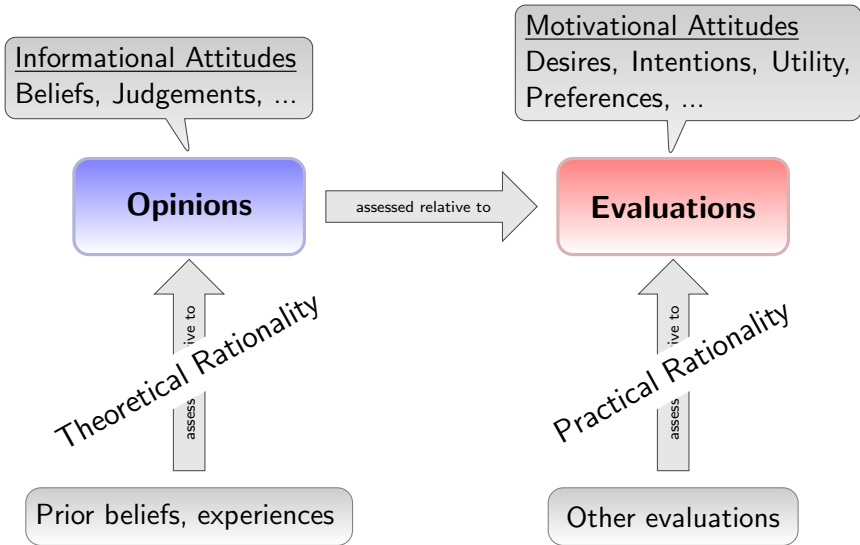 Informational Attitudes
Beliefs, Judgements, ...
Motivational Attitudes
Desires, Intentions, Utility,
Preferences, ...
Opinions
assessed relative to
Evaluations
Theoretical Rationality
Practical Rationality
Prior beliefs, experiences
Other evaluations